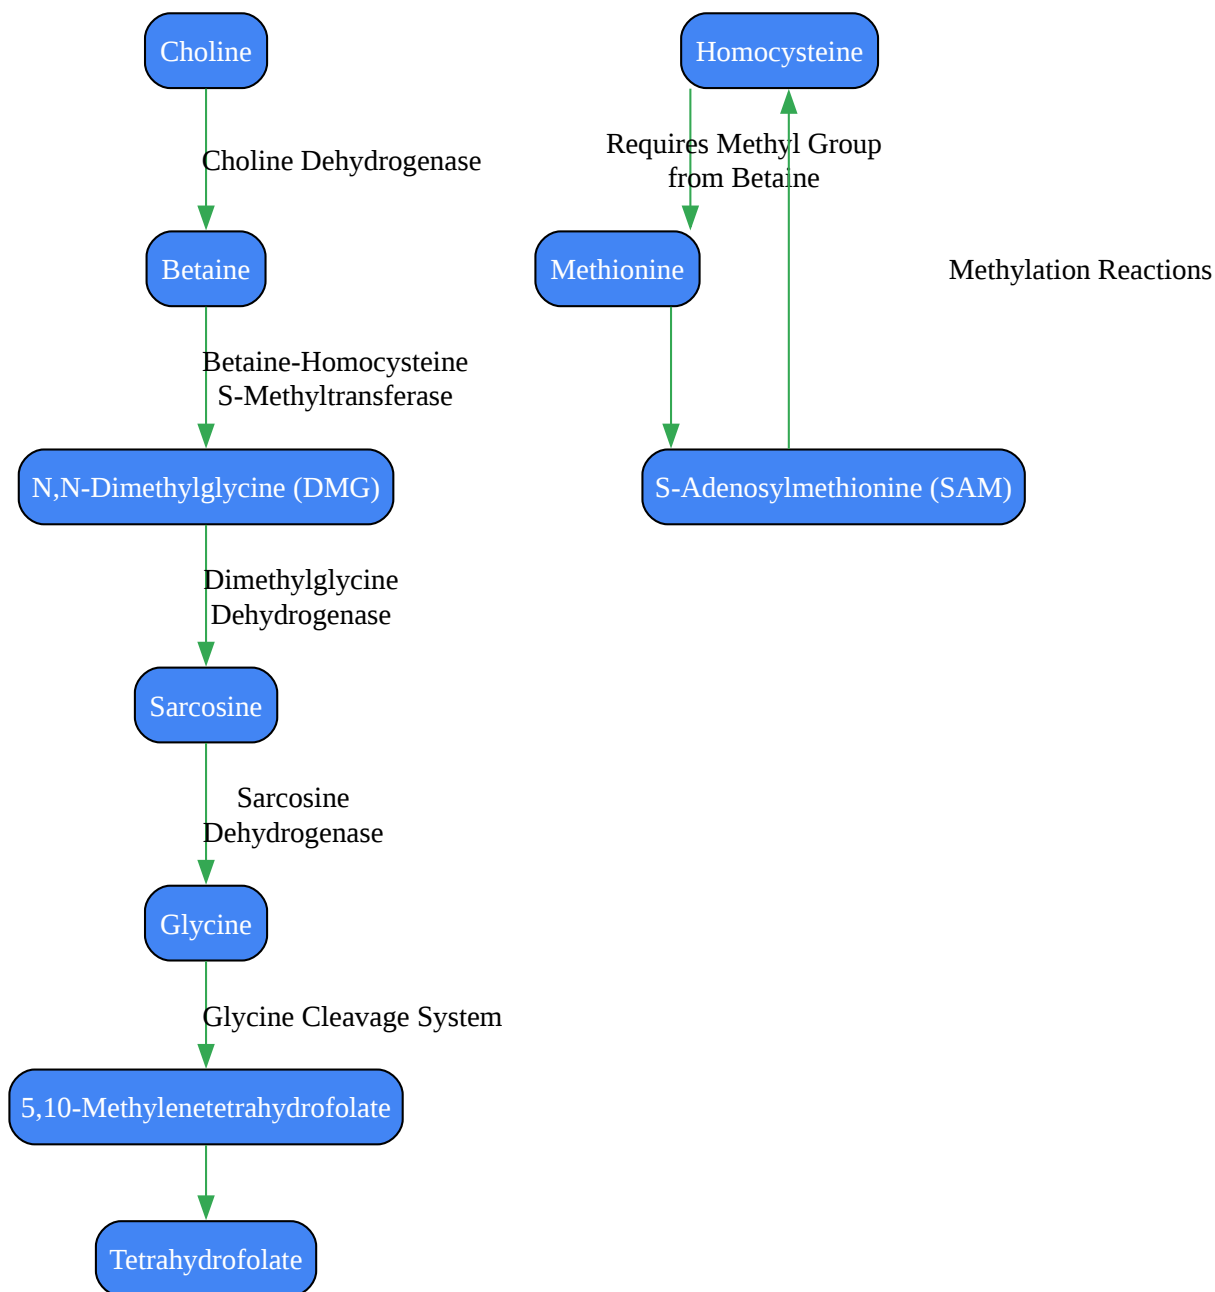 Choline
Homocysteine
Choline Dehydrogenase
Requires Methyl Group
from Betaine
Betaine
Methionine
Methylation Reactions
Betaine-Homocysteine
S-Methyltransferase
N,N-Dimethylglycine (DMG)
S-Adenosylmethionine (SAM)
Dimethylglycine
Dehydrogenase
Sarcosine
Sarcosine
Dehydrogenase
Glycine
Glycine Cleavage System
5,10-Methylenetetrahydrofolate
Tetrahydrofolate